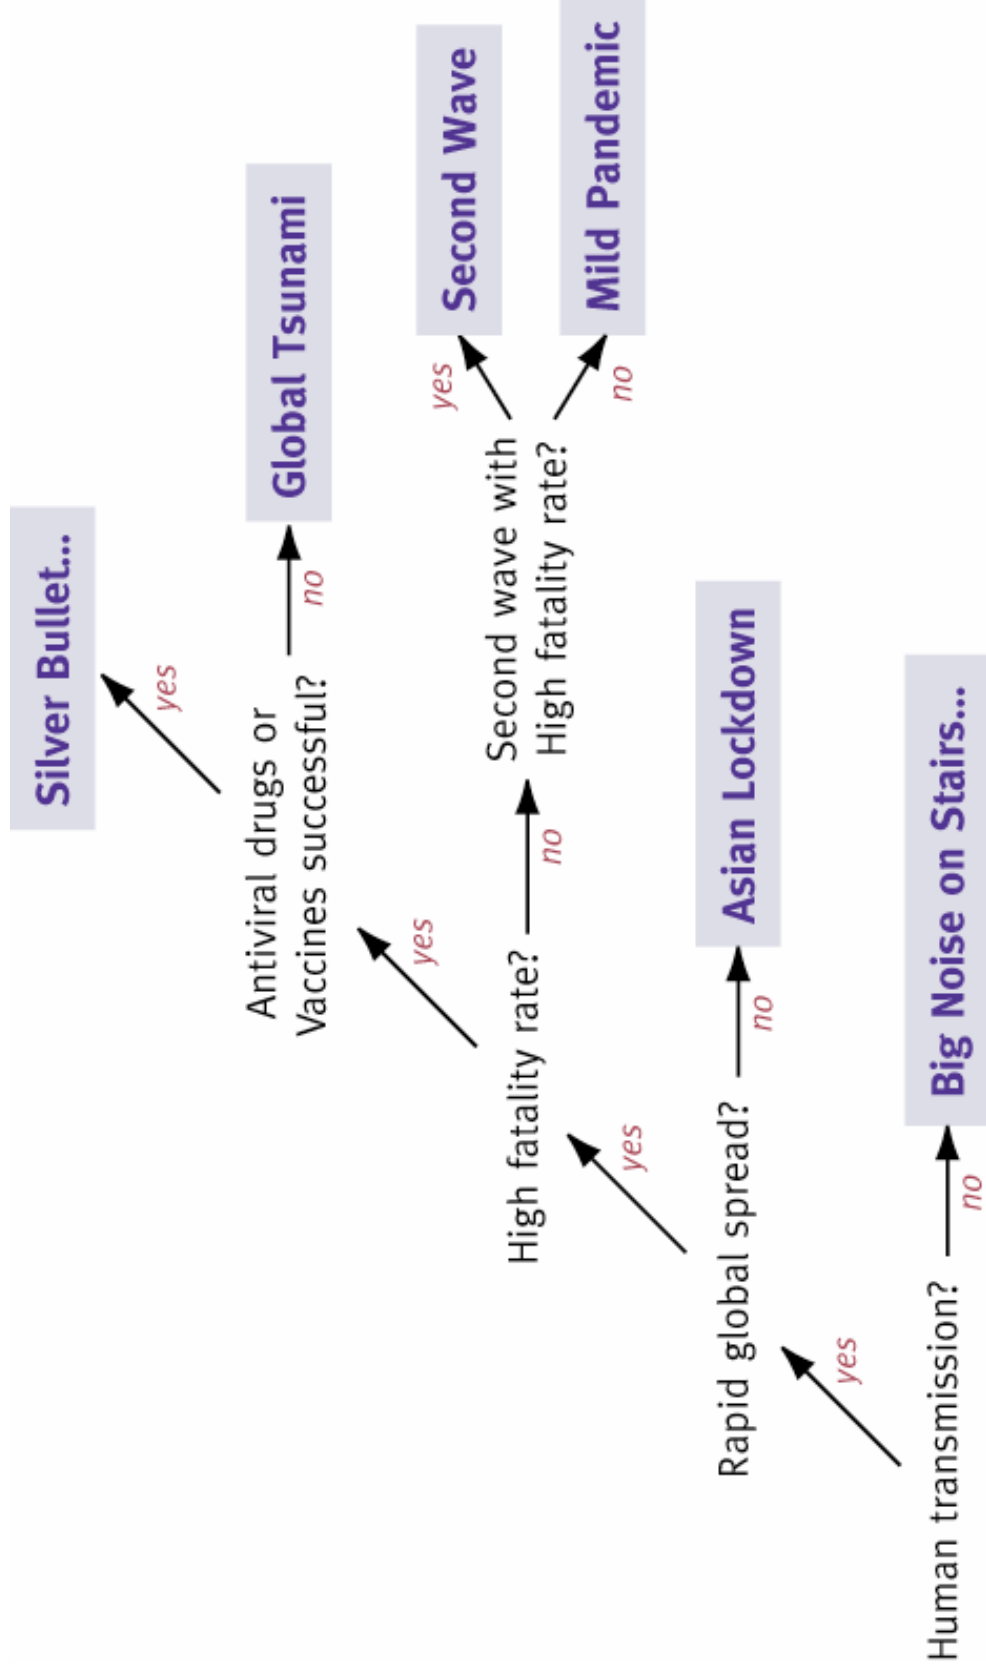 Silver Bullet...
yes
Antiviral drugs or
Vaccines successful?
no
Global Tsunami
yes
High fatality rate?
no
Second wave with
High fatality rate?
yes
Second Wave
no
Mild Pandemic
yes
Rapid global spread?
no
Asian Lockdown
yes
Human transmission?
no
Big Noise on Stairs...